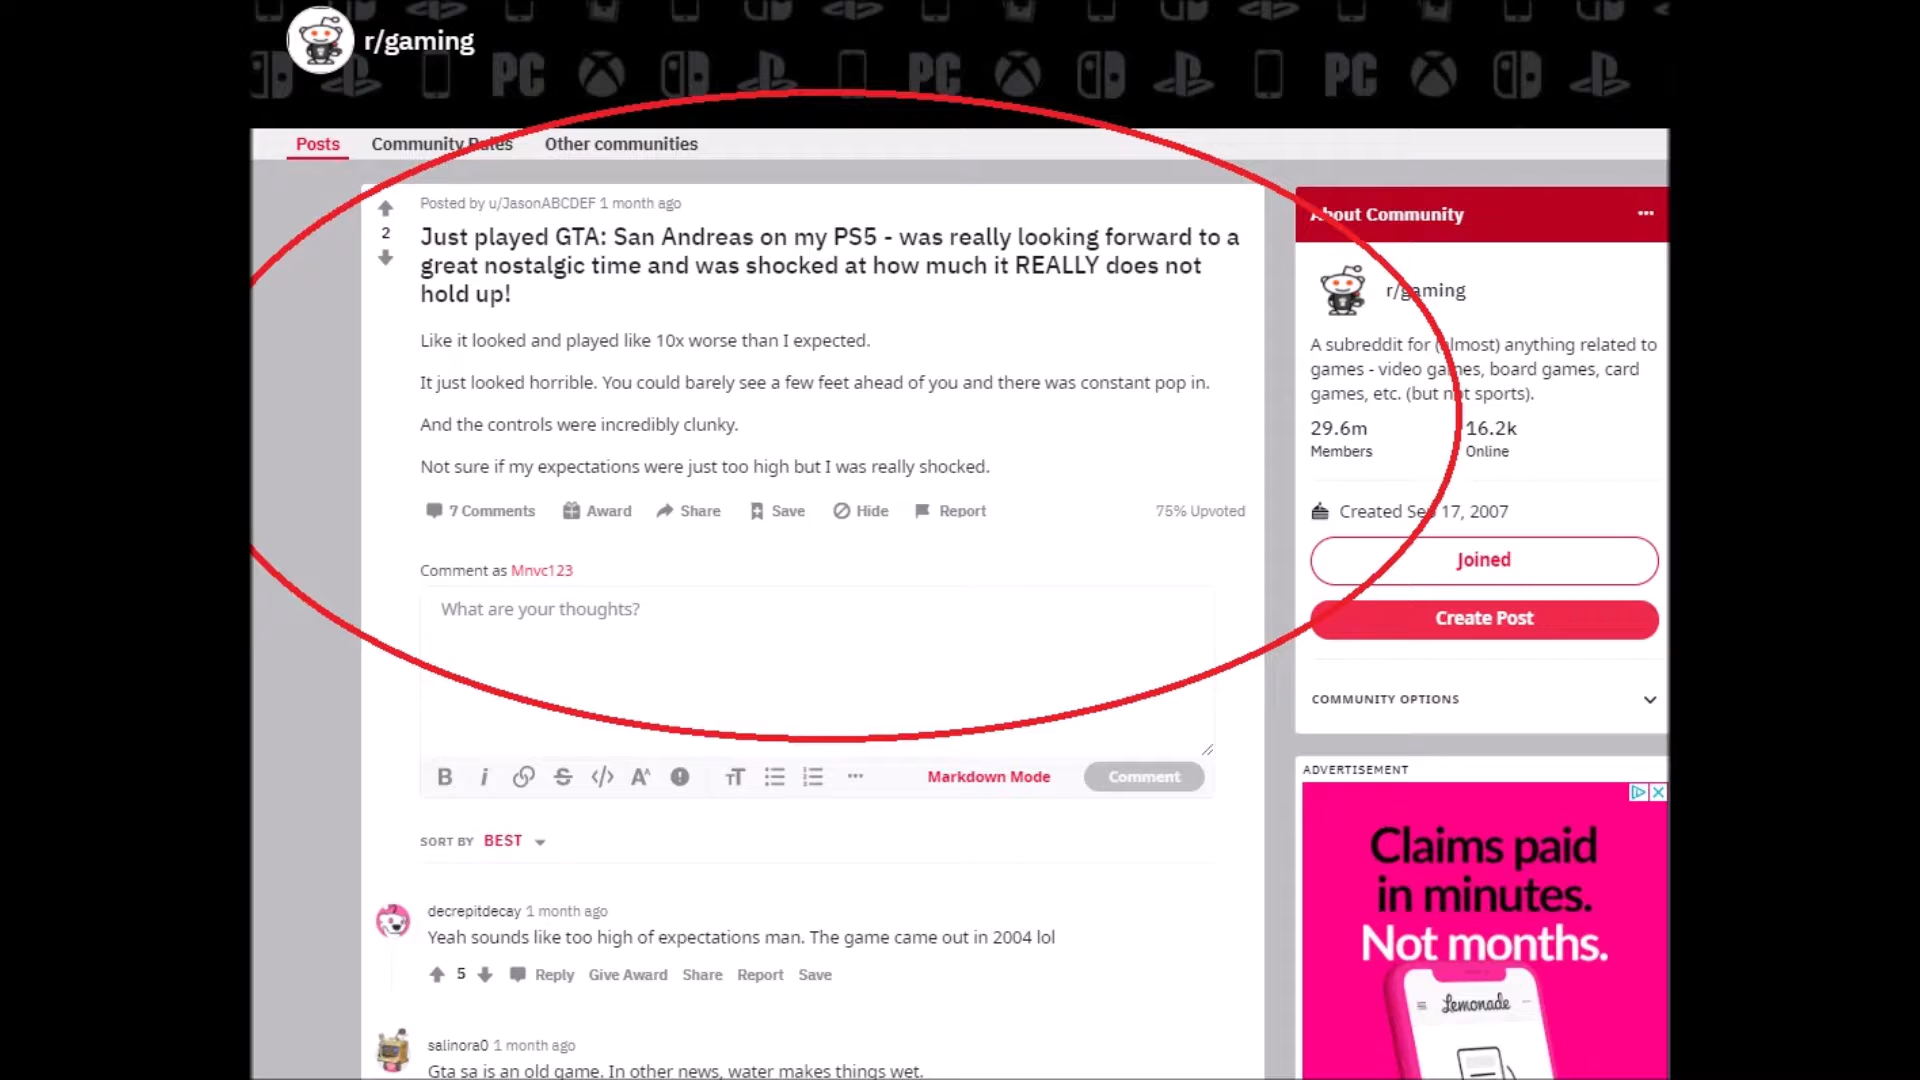 r/gaming
PC PC PC
Posts Community Rules Other communities
Posted by u/JasonABCDEF 1 month ago
2
Just played GTA: San Andreas on my PS5 - was really looking forward to a
great nostalgic time and was shocked at how much it REALLY does not
hold up!
Like it looked and played like 10x worse than I expected.
It just looked horrible. You could barely see a few feet ahead of you and there was constant pop in.
And the controls were incredibly clunky.
Not sure if my expectations were just too high but I was really shocked.
7 Comments Award Share Save Hide Report 75% Upvoted
Comment as Mnvc123
What are your thoughts?
B i S </> A TT ••• Markdown Mode Comment
SORT BY BEST
decrepitdecay 1 month ago
Yeah sounds like too high of expectations man. The game came out in 2004 lol
5 Reply Give Award Share Report Save
salinora0 1 month ago
Gta sa is an old game. In other news, water makes things wet.
About Community •••
r/gaming
A subreddit for (almost) anything related to
games - video games, board games, card
games, etc. (but not sports).
29.6m 16.2k
Members Online
Created Sep 17, 2007
Joined
Create Post
COMMUNITY OPTIONS
ADVERTISEMENT
Claims paid
in minutes.
Not months.
Lemonade